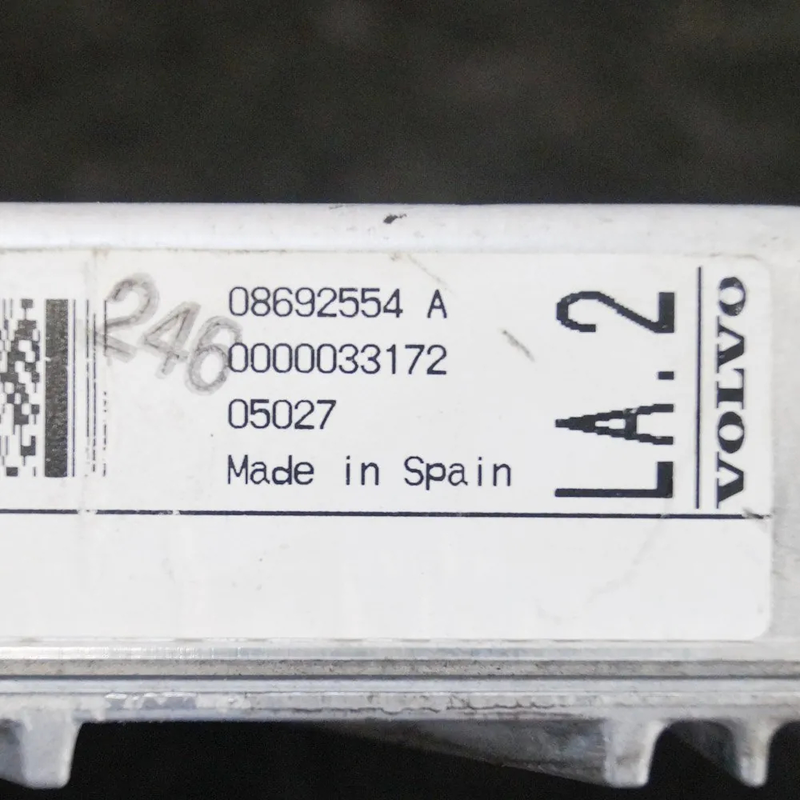 246
08692554 A
0000033172
05027
Made in Spain
LA.2
VOLVO